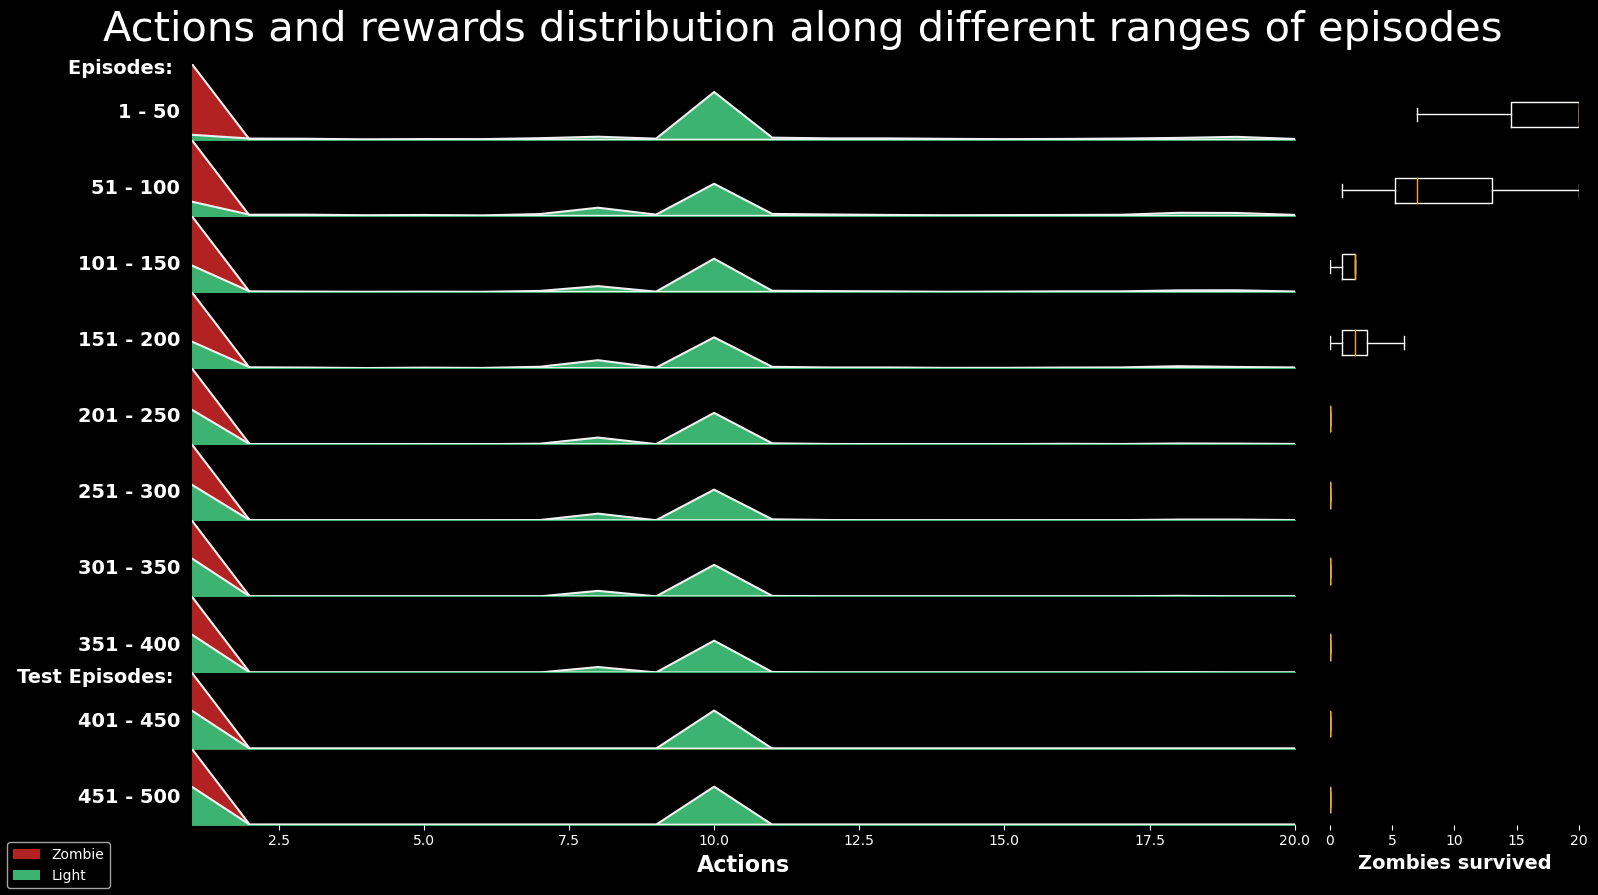 Actions and rewards distribution along different ranges of episodes
Episodes:
1 - 50
51 - 100
101 - 150
151 - 200
201 - 250
251 - 300
301 - 350
351 - 400
Test Episodes:
401 - 450
451 - 500
2.5 5.0 7.5 10.0 12.5 15.0 17.5 20.0
0 5 10 15 20
Actions
Zombies survived
Zombie
Light